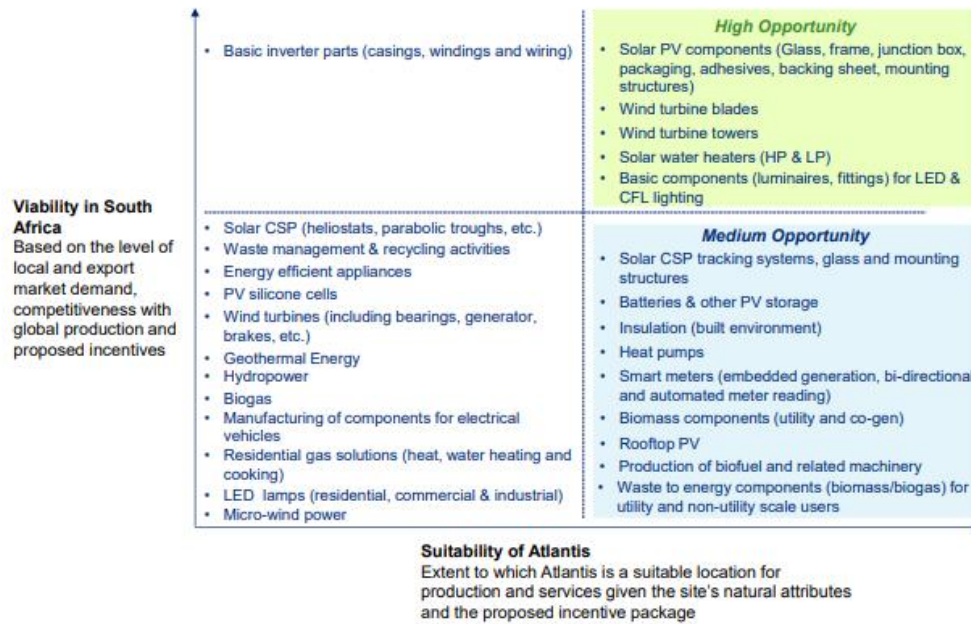 High Opportunity
• Basic inverter parts (casings, windings and wiring)
• Solar PV components (Glass, frame, junction box,
packaging, adhesives, backing sheet, mounting
structures)
• Wind turbine blades
• Wind turbine towers
• Solar water heaters (HP & LP)
• Basic components (luminaires, fittings) for LED &
CFL lighting
Viability in South
Africa
Based on the level of
local and export
market demand,
competitiveness with
global production and
proposed incentives
• Solar CSP (heliostats, parabolic troughs, etc.)
• Waste management & recycling activities
• Energy efficient appliances
• PV silicone cells
• Wind turbines (including bearings, generator,
brakes, etc.)
• Geothermal Energy
• Hydropower
• Biogas
• Manufacturing of components for electrical
vehicles
• Residential gas solutions (heat, water heating and
cooking)
• LED lamps (residential, commercial & industrial)
• Micro-wind power
Medium Opportunity
• Solar CSP tracking systems, glass and mounting
structures
• Batteries & other PV storage
• Insulation (built environment)
• Heat pumps
• Smart meters (embedded generation, bi-directional
and automated meter reading)
• Biomass components (utility and co-gen)
• Rooftop PV
• Production of biofuel and related machinery
• Waste to energy components (biomass/biogas) for
utility and non-utility scale users
Suitability of Atlantis
Extent to which Atlantis is a suitable location for
production and services given the site's natural attributes
and the proposed incentive package